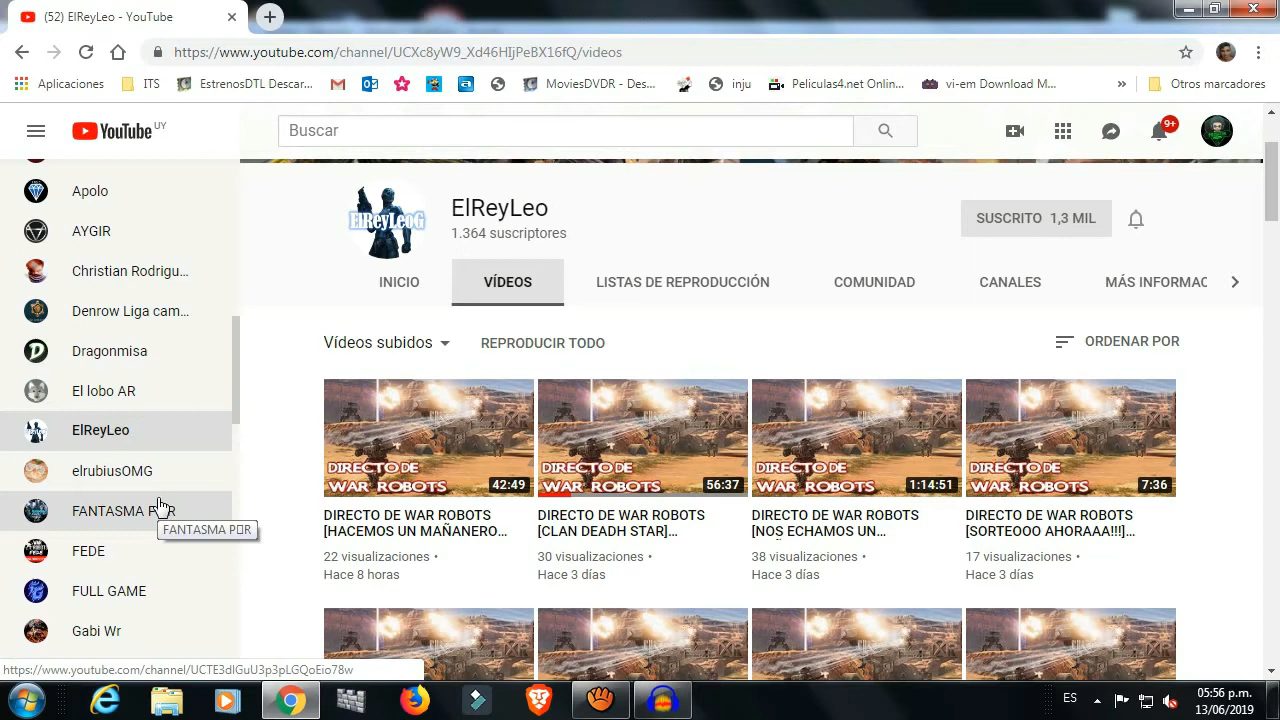 (52) ElReyLeo - YouTube
https://www.youtube.com/channel/UCXc8yW9_Xd46HIjPeBX16fQ/videos
Aplicaciones
ITS
EstrenosDTL Descar...
MoviesDVDR - Des...
inju
Peliculas4.net Onlin...
vi-em Download M...
»
Otros marcadores
YouTube UY
Buscar
9+
Apolo
AYGIR
Christian Rodrigu...
Denrow Liga cam...
Dragonmisa
El lobo AR
ElReyLeo
elrubiusOMG
FANTASMA P R
FANTASMA P▯R
FEDE
FULL GAME
Gabi Wr
https://www.youtube.com/channel/UCTE3dIGuU3p3pLGQoEio78w
ElReyLeoG
ElReyLeo
1.364 suscriptores
SUSCRITO 1,3 MIL
INICIO
VÍDEOS
LISTAS DE REPRODUCCIÓN
COMUNIDAD
CANALES
MÁS INFORMAC
Vídeos subidos
REPRODUCIR TODO
ORDENAR POR
DIRECTO DE
WAR ROBOTS
42:49
DIRECTO DE WAR ROBOTS
[HACEMOS UN MAÑANERO...
22 visualizaciones •
Hace 8 horas
DIRECTO DE
WAR ROBOTS
56:37
DIRECTO DE WAR ROBOTS
[CLAN DEADH STAR]...
30 visualizaciones •
Hace 3 días
DIRECTO DE
WAR ROBOTS
1:14:51
DIRECTO DE WAR ROBOTS
[NOS ECHAMOS UN...
38 visualizaciones •
Hace 3 días
DIRECTO DE
WAR ROBOTS
7:36
DIRECTO DE WAR ROBOTS
[SORTEOOO AHORAAA!!!]...
17 visualizaciones •
Hace 3 días
ES
05:56 p.m.
13/06/2019